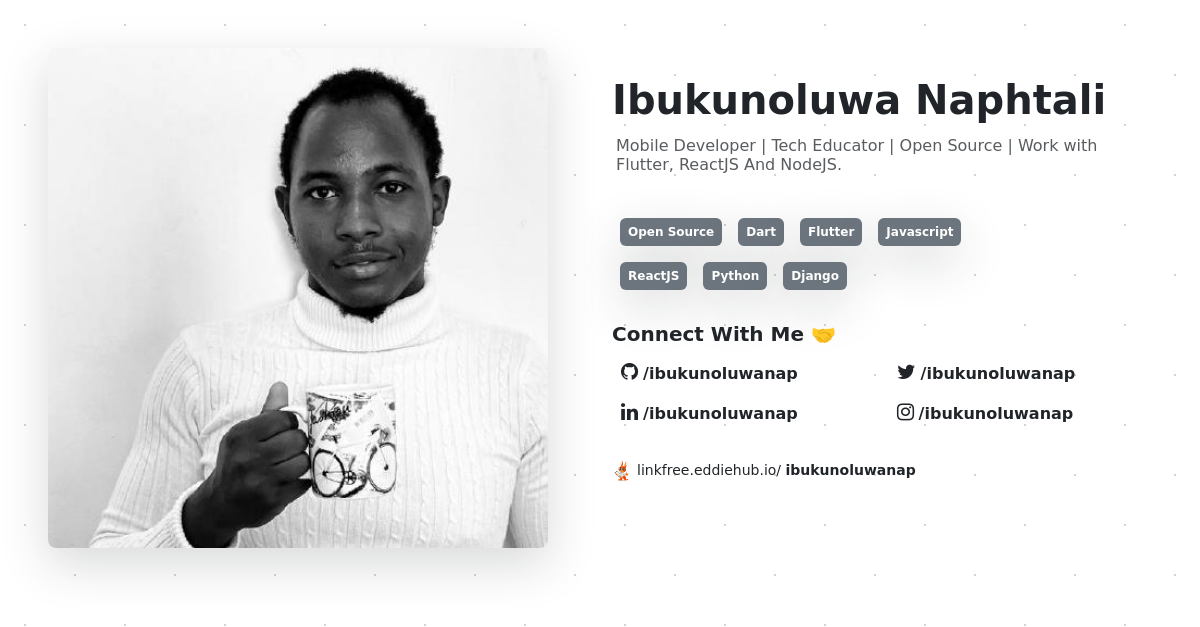 Ibukunoluwa Naphtali
Mobile Developer | Tech Educator | Open Source | Work with
Flutter, ReactJS And NodeJS.
Open Source Dart Flutter Javascript
ReactJS Python Django
Connect With Me 🤝
/ibukunoluwanap /ibukunoluwanap
/ibukunoluwanap /ibukunoluwanap
linkfree.eddiehub.io/ ibukunoluwanap